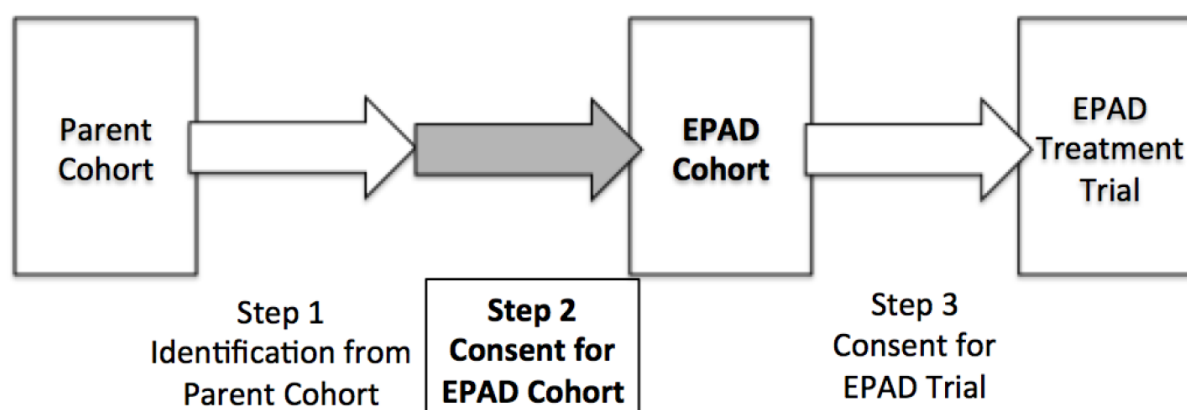 Parent
Cohort
EPAD
Cohort
EPAD
Treatment
Trial
Step 1
Identification from
Parent Cohort
Step 2
Consent for
EPAD Cohort
Step 3
Consent for
EPAD Trial